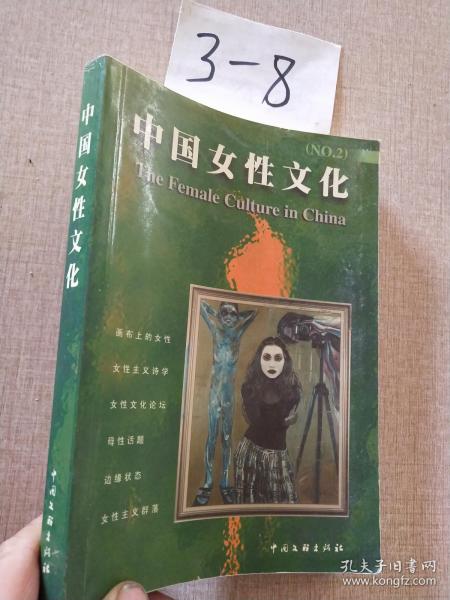 3-8
中国女性文化
(NO.2)
中国女性文化
The Female Culture in China
画布上的女性
女性主义诗学
女性文化论坛
母性话题
边缘状态
女性主义群落
中国文联出版社
中国文联出版社
孔夫子旧书网
www.kongfz.com